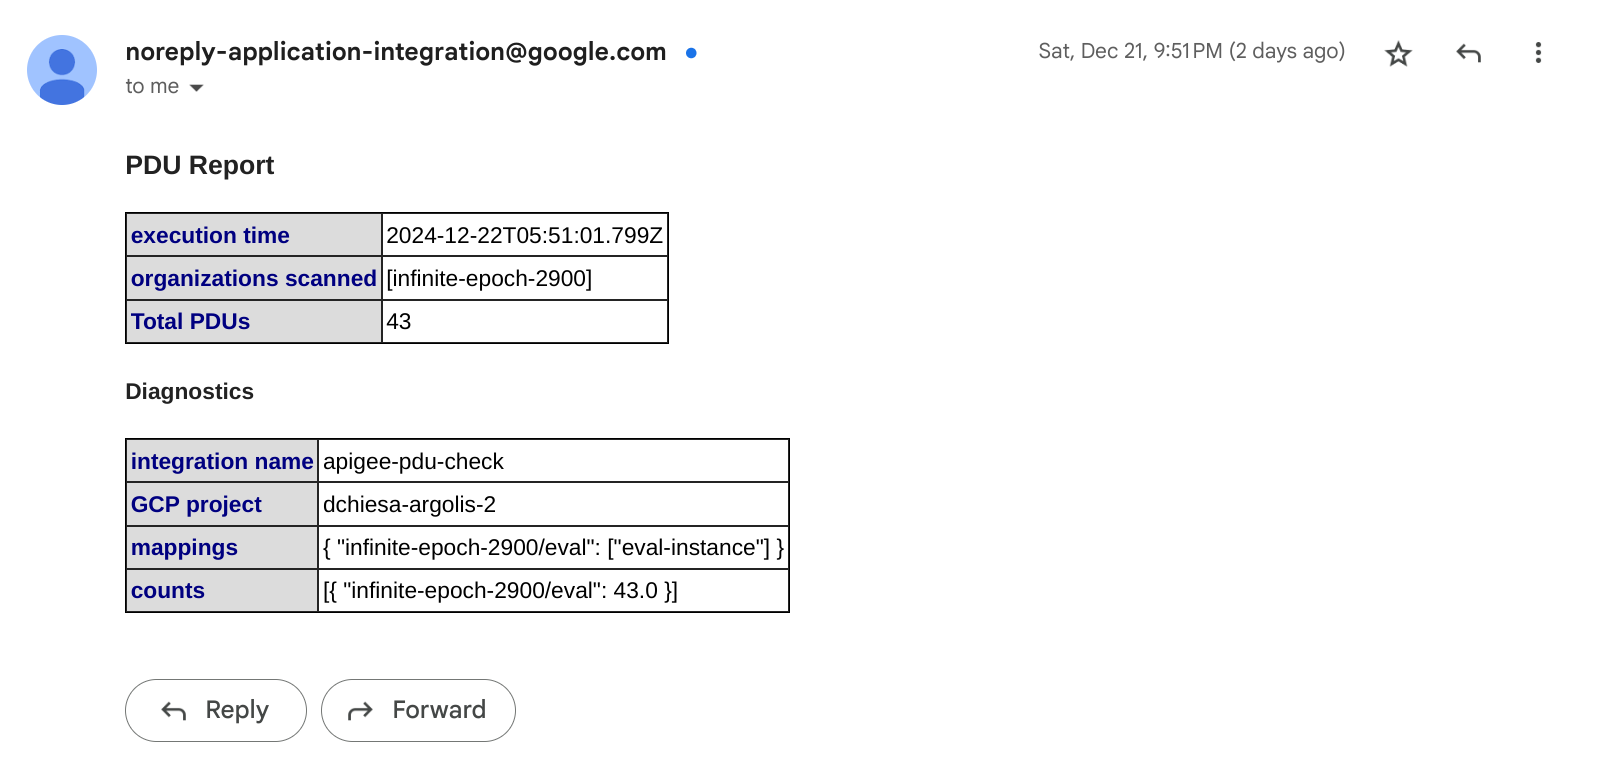 noreply-application-integration@google.com
Sat, Dec 21, 9:51 PM (2 days ago)
to me
PDU Report
execution time 2024-12-22T05:51:01.799Z
organizations scanned [infinite-epoch-2900]
Total PDUs 43
Diagnostics
integration name apigee-pdu-check
GCP project dchiesa-argolis-2
mappings { "infinite-epoch-2900/eval": ["eval-instance"] }
counts [{ "infinite-epoch-2900/eval": 43.0 }]
Reply Forward